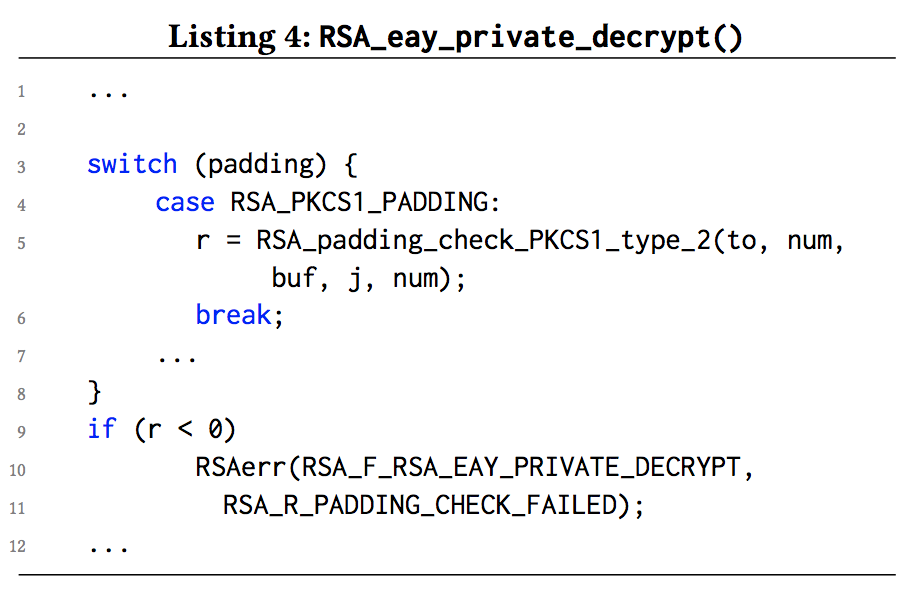 Listing 4: RSA_eay_private_decrypt()
1 ...
2
3 switch (padding) {
4 case RSA_PKCS1_PADDING:
5 r = RSA_padding_check_PKCS1_type_2(to, num,
buf, j, num);
6 break;
7 ...
8 }
9 if (r < 0)
10 RSAerr(RSA_F_RSA_EAY_PRIVATE_DECRYPT,
11 RSA_R_PADDING_CHECK_FAILED);
12 ...